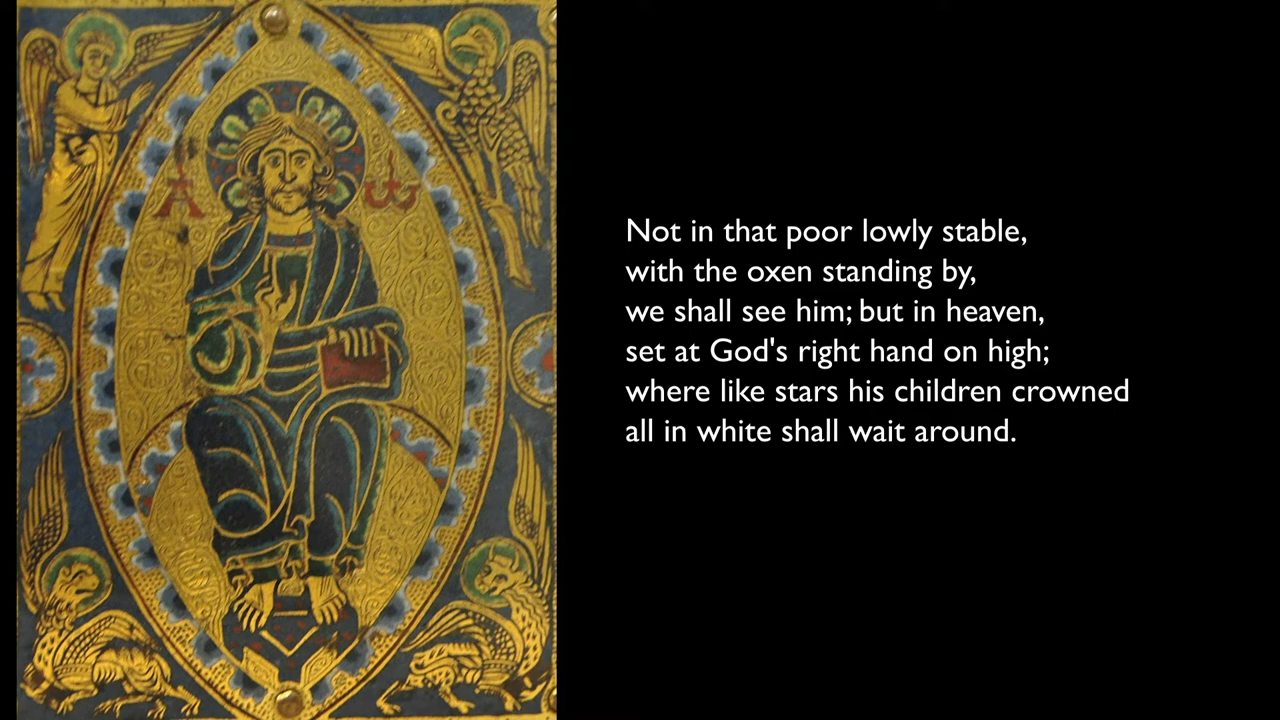 Α ω
Not in that poor lowly stable,
with the oxen standing by,
we shall see him; but in heaven,
set at God's right hand on high;
where like stars his children crowned
all in white shall wait around.